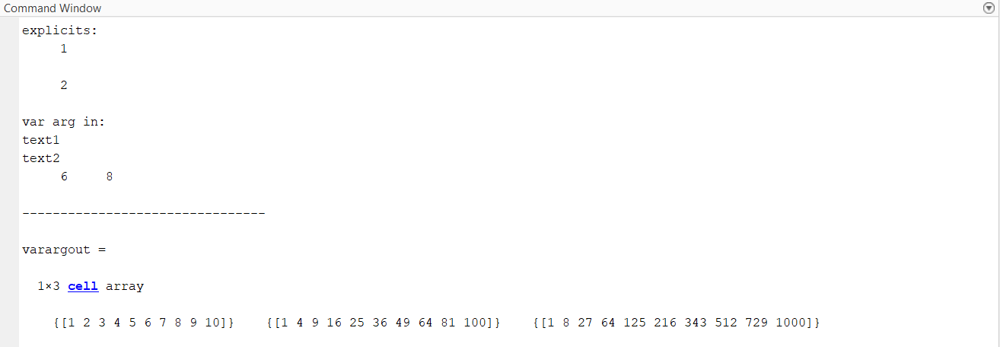 Command Window
explicits:
1
2
var arg in:
text1
text2
6 8
--------------------------------
varargout =
1×3 cell array
{[1 2 3 4 5 6 7 8 9 10]} {[1 4 9 16 25 36 49 64 81 100]} {[1 8 27 64 125 216 343 512 729 1000]}